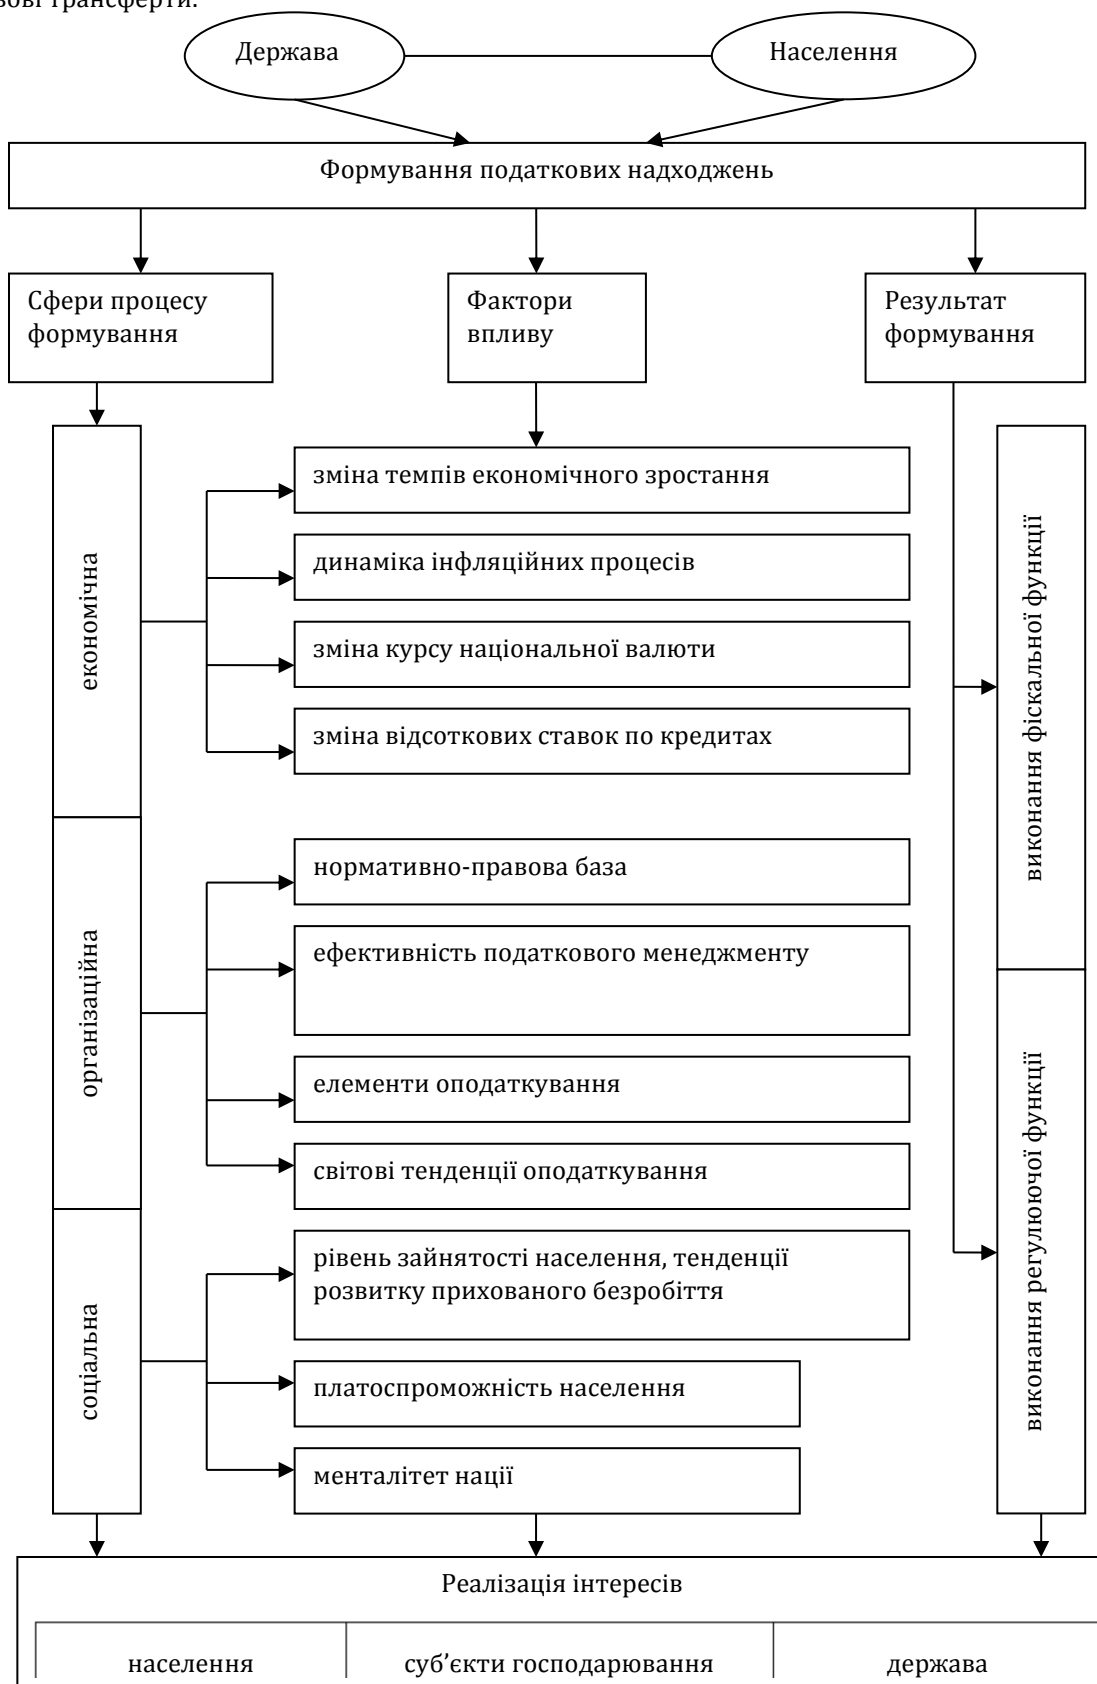 зові трансферти.
Держава
Населення
Формування податкових надходжень
Сфери процесу
формування
Фактори
впливу
Результат
формування
економічна
зміна темпів економічного зростання
динаміка інфляційних процесів
зміна курсу національної валюти
зміна відсоткових ставок по кредитах
виконання фіскальної функції
організаційна
нормативно-правова база
ефективність податкового менеджменту
елементи оподаткування
світові тенденції оподаткування
виконання регулюючої функції
соціальна
рівень зайнятості населення, тенденції
розвитку прихованого безробіття
платоспроможність населення
менталітет нації
Реалізація інтересів
населення
суб’єкти господарювання
держава